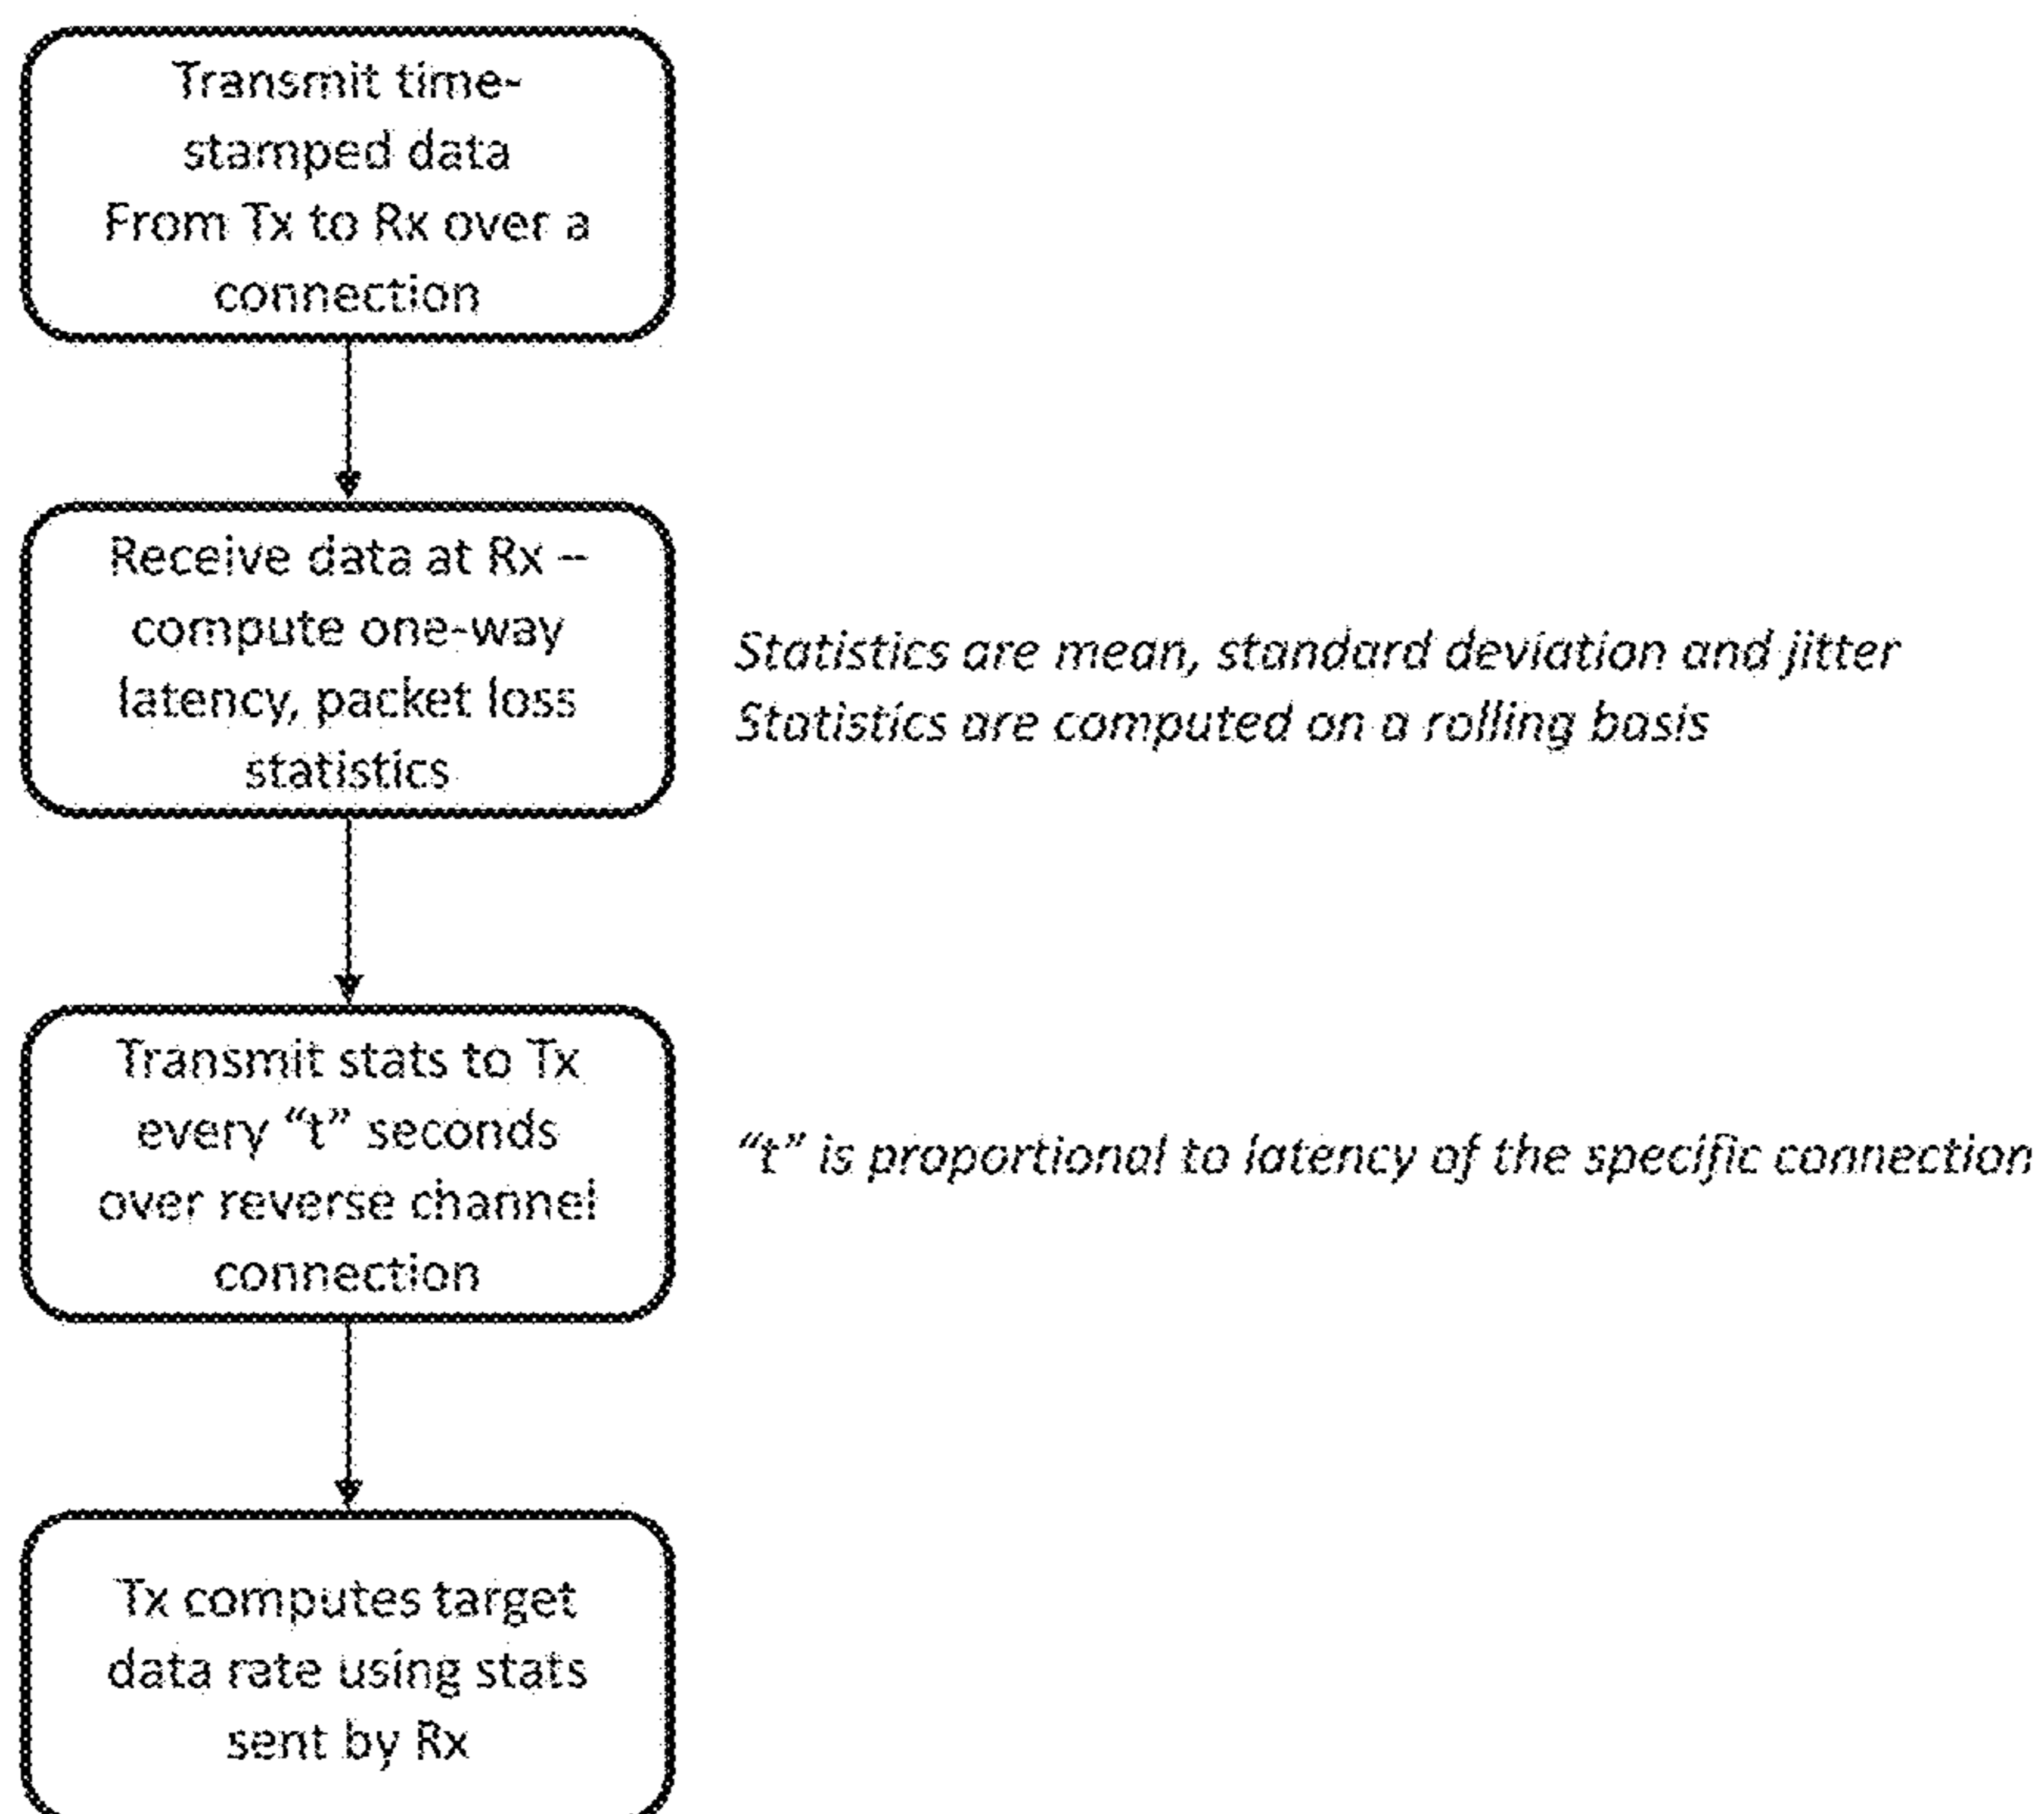 Transmit time-
stamped data
From Tx to Rx over a
connection
Receive data at Rx –
compute one-way
latency, packet loss
statistics
Statistics are mean, standard deviation and jitter
Statistics are computed on a rolling basis
Transmit stats to Tx
every “t” seconds
over reverse channel
connection
“t” is proportional to latency of the specific connection
Tx computes target
data rate using stats
sent by Rx